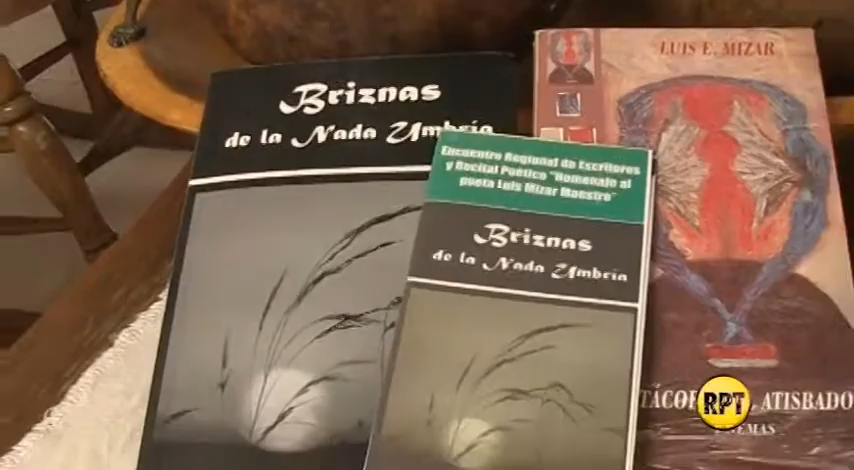 Briznas
de la Nada Umbría
Encuentro Regional de Escritores
y Recital Poético "Homenaje al
poeta Luis Mizar Maestre"
Briznas
de la Nada Umbría
LUIS E. MIZAR
ATISBADO
RPT